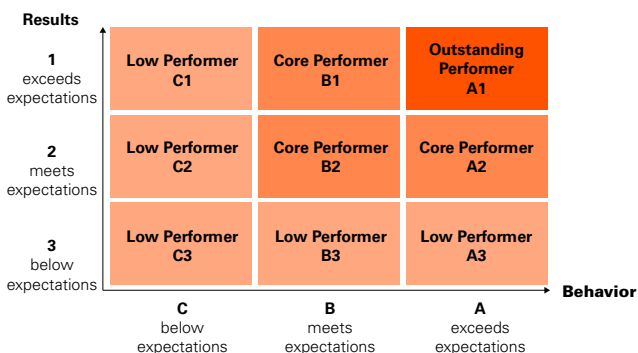 Results
1
exceeds
expectations
Low Performer
C1
Core Performer
B1
Outstanding
Performer
A1
2
meets
expectations
Low Performer
C2
Core Performer
B2
Core Performer
A2
3
below
expectations
Low Performer
C3
Low Performer
B3
Low Performer
A3
Behavior
C
below
expectations
B
meets
expectations
A
exceeds
expectations